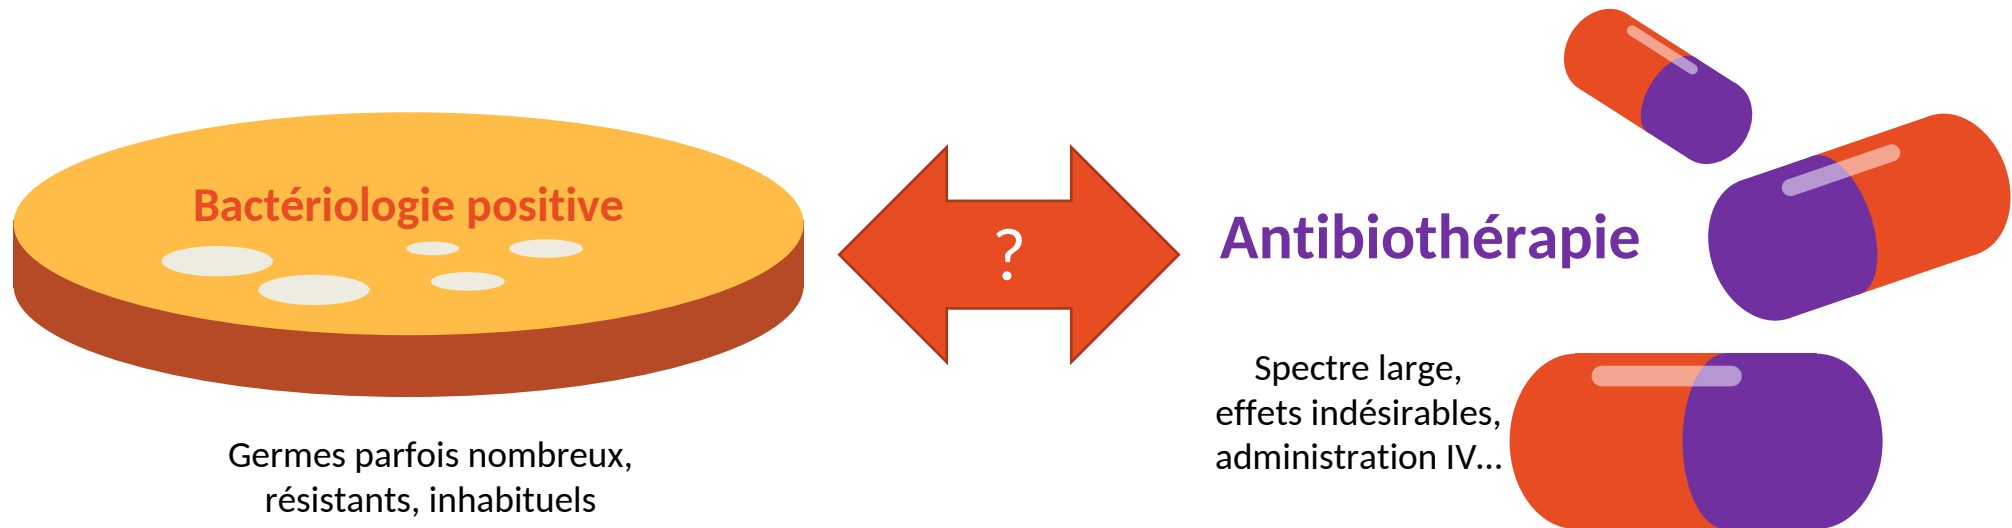 Bactériologie positive
?
Antibiothérapie
Germes parfois nombreux,
résistants, inhabituels
Spectre large,
effets indésirables,
administration IV...